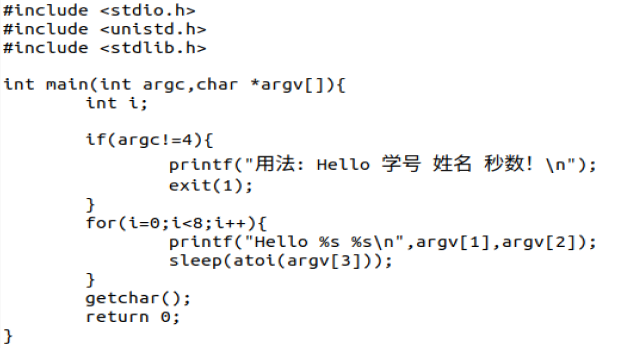 #include <stdio.h>
#include <unistd.h>
#include <stdlib.h>
int main(int argc,char *argv[]){
int i;
if(argc!=4){
printf("用法：Hello 学号 姓名 秒数！\n");
exit(1);
}
for(i=0;i<8;i++){
printf("Hello %s %s\n",argv[1],argv[2]);
sleep(atoi(argv[3]));
}
getchar();
return 0;
}